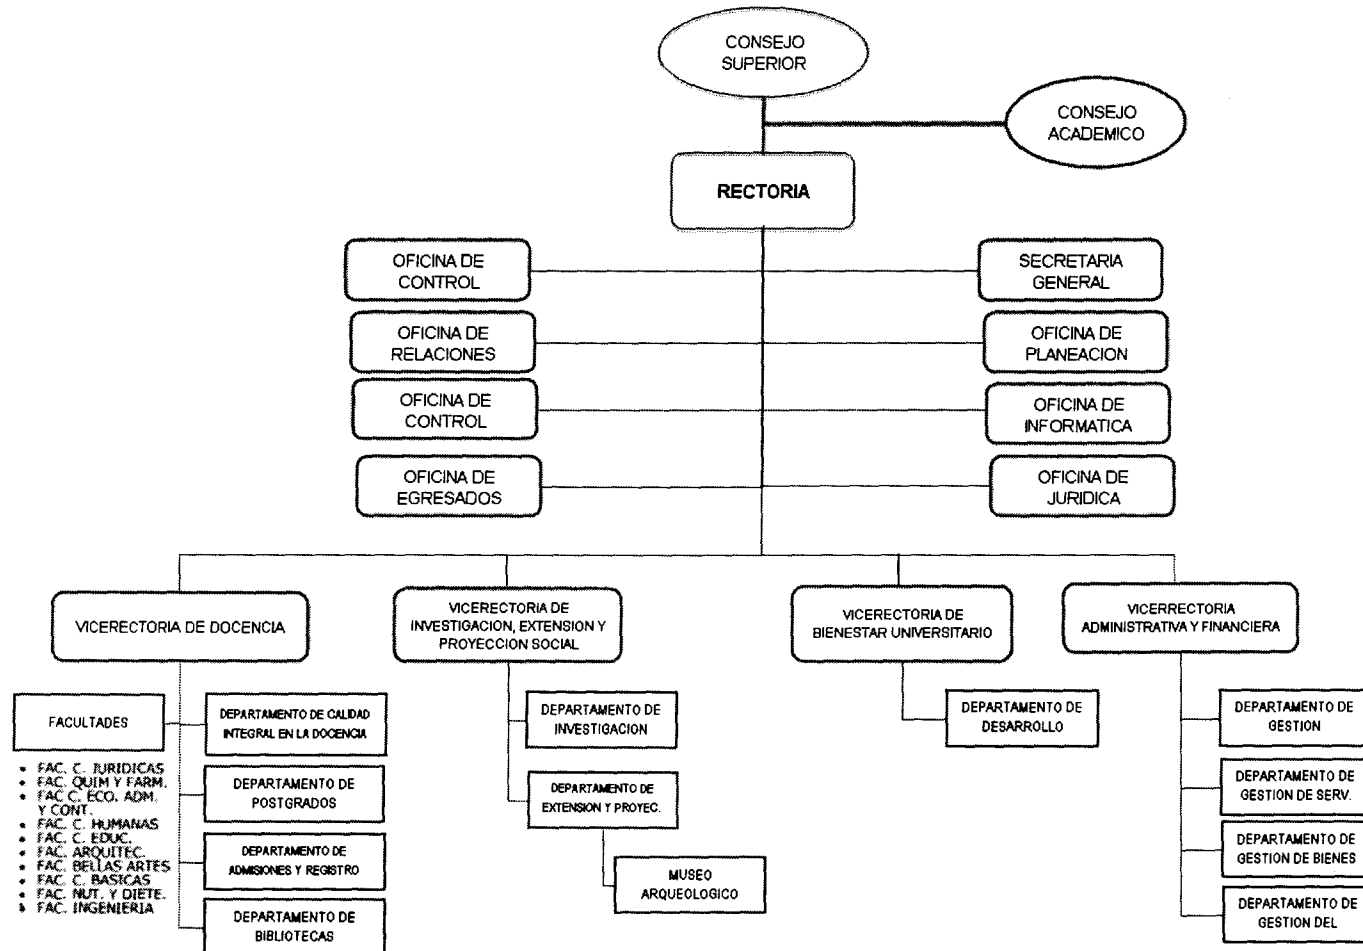 CONSEJO
SUPERIOR
CONSEJO
ACADEMICO
RECTORIA
OFICINA DE
CONTROL
SECRETARIA
GENERAL
OFICINA DE
RELACIONES
OFICINA DE
PLANEACION
OFICINA DE
CONTROL
OFICINA DE
INFORMATICA
OFICINA DE
EGRESADOS
OFICINA DE
JURIDICA
VICERECTORIA DE DOCENCIA
VICERECTORIA DE
INVESTIGACION, EXTENSION Y
PROYECCION SOCIAL
VICERECTORIA DE
BIENESTAR UNIVERSITARIO
VICERRECTORIA
ADMINISTRATIVA Y FINANCIERA
FACULTADES
• FAC. C. JURIDICAS
• FAC. QUIM Y FARM.
• FAC C. ECO. ADM.
Y CONT.
• FAC. C. HUMANAS
• FAC. C. EDUC.
• FAC. ARQUITEC.
• FAC. BELLAS ARTES
• FAC. C. BASICAS
• FAC. NUT. Y DIETE.
• FAC. INGENIERIA
DEPARTAMENTO DE CALIDAD
INTEGRAL EN LA DOCENCIA
DEPARTAMENTO DE
POSTGRADOS
DEPARTAMENTO DE
ADMISIONES Y REGISTRO
DEPARTAMENTO DE
BIBLIOTECAS
DEPARTAMENTO DE
INVESTIGACION
DEPARTAMENTO DE
EXTENSION Y PROYEC.
MUSEO
ARQUEOLOGICO
DEPARTAMENTO DE
DESARROLLO
DEPARTAMENTO DE
GESTION
DEPARTAMENTO DE
GESTION DE SERV.
DEPARTAMENTO DE
GESTION DE BIENES
DEPARTAMENTO DE
GESTION DEL